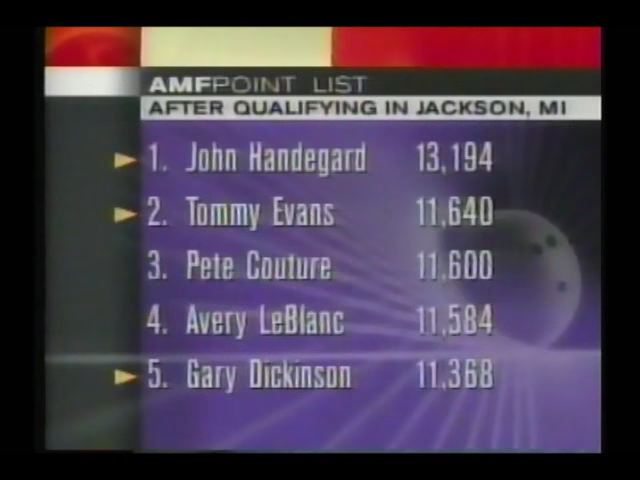 AMFPOINT LIST
AFTER QUALIFYING IN JACKSON, MI
1. John Handegard 13,194
2. Tommy Evans 11,640
3. Pete Couture 11,600
4. Avery LeBlanc 11,584
5. Gary Dickinson 11,368